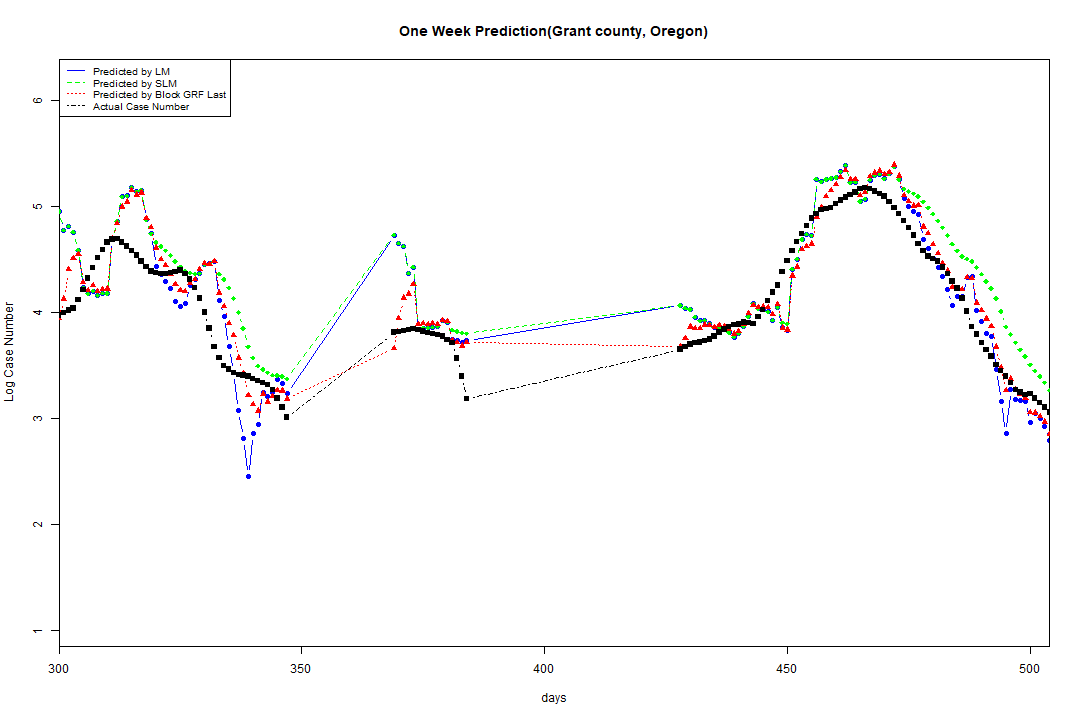 One Week Prediction(Grant county, Oregon)
Predicted by LM
Predicted by SLM
Predicted by Block GRF Last
Actual Case Number
6
5
4
3
2
1
Log Case Number
300 350 400 450 500
days